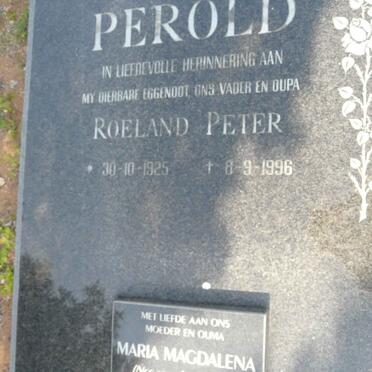 PEROLD
IN LIEFDEVOLLE HERINNERING AAN
MY DIERBARE EGGENOOT, ONS VADER EN OUPA
ROELAND PETER
* 30-10-1925 † 8-9-1996
MET LIEFDE AAN ONS
MOEDER EN OUMA
MARIA MAGDALENA